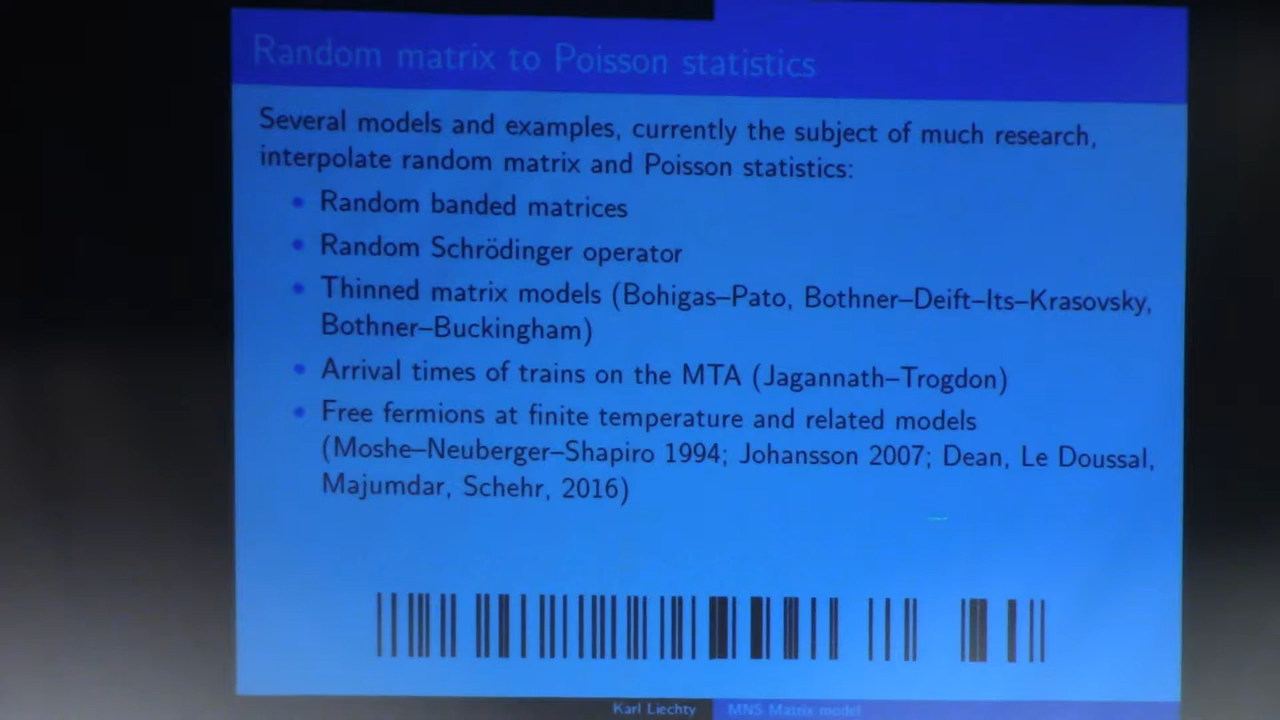 Random matrix to Poisson statistics
Several models and examples, currently the subject of much research,
interpolate random matrix and Poisson statistics:
• Random banded matrices
• Random Schrödinger operator
• Thinned matrix models (Bohigas–Pato, Bothner–Deift–Its–Krasovsky,
Bothner–Buckingham)
• Arrival times of trains on the MTA (Jagannath–Trogdon)
• Free fermions at finite temperature and related models
(Moshe–Neuberger–Shapiro 1994; Johansson 2007; Dean, Le Doussal,
Majumdar, Schehr, 2016)
Karl Liechty MNS Matrix model